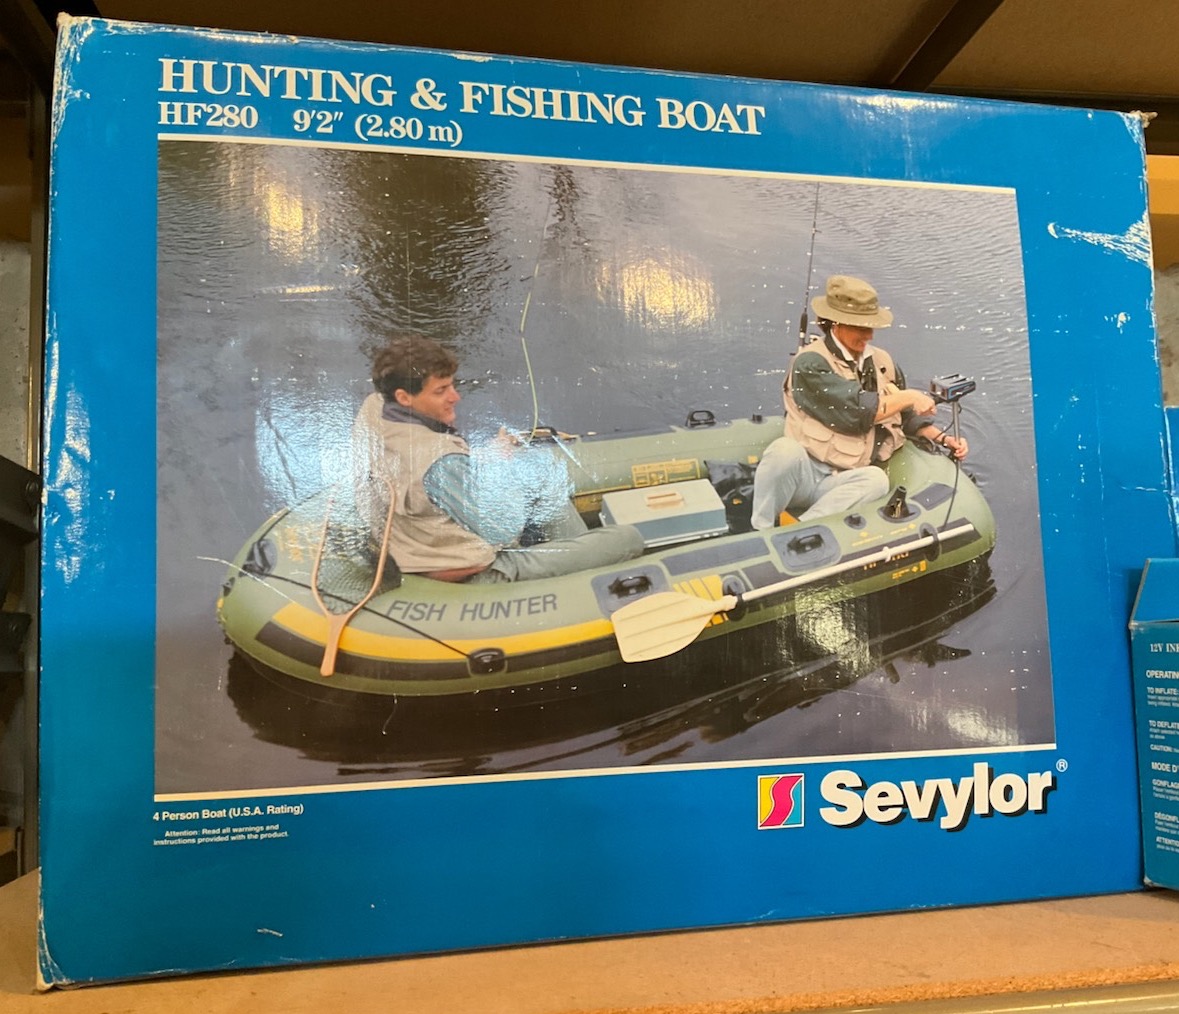 HUNTING & FISHING BOAT
HF280 9'2" (2.80 m)
FISH HUNTER
4 Person Boat (U.S.A. Rating)
Attention: Read all warnings and
instructions provided with the product.
Sevylor®
12V
OPERATING
TO INFLATE:
TO DEFLATE
CAUTION:
MODE D'